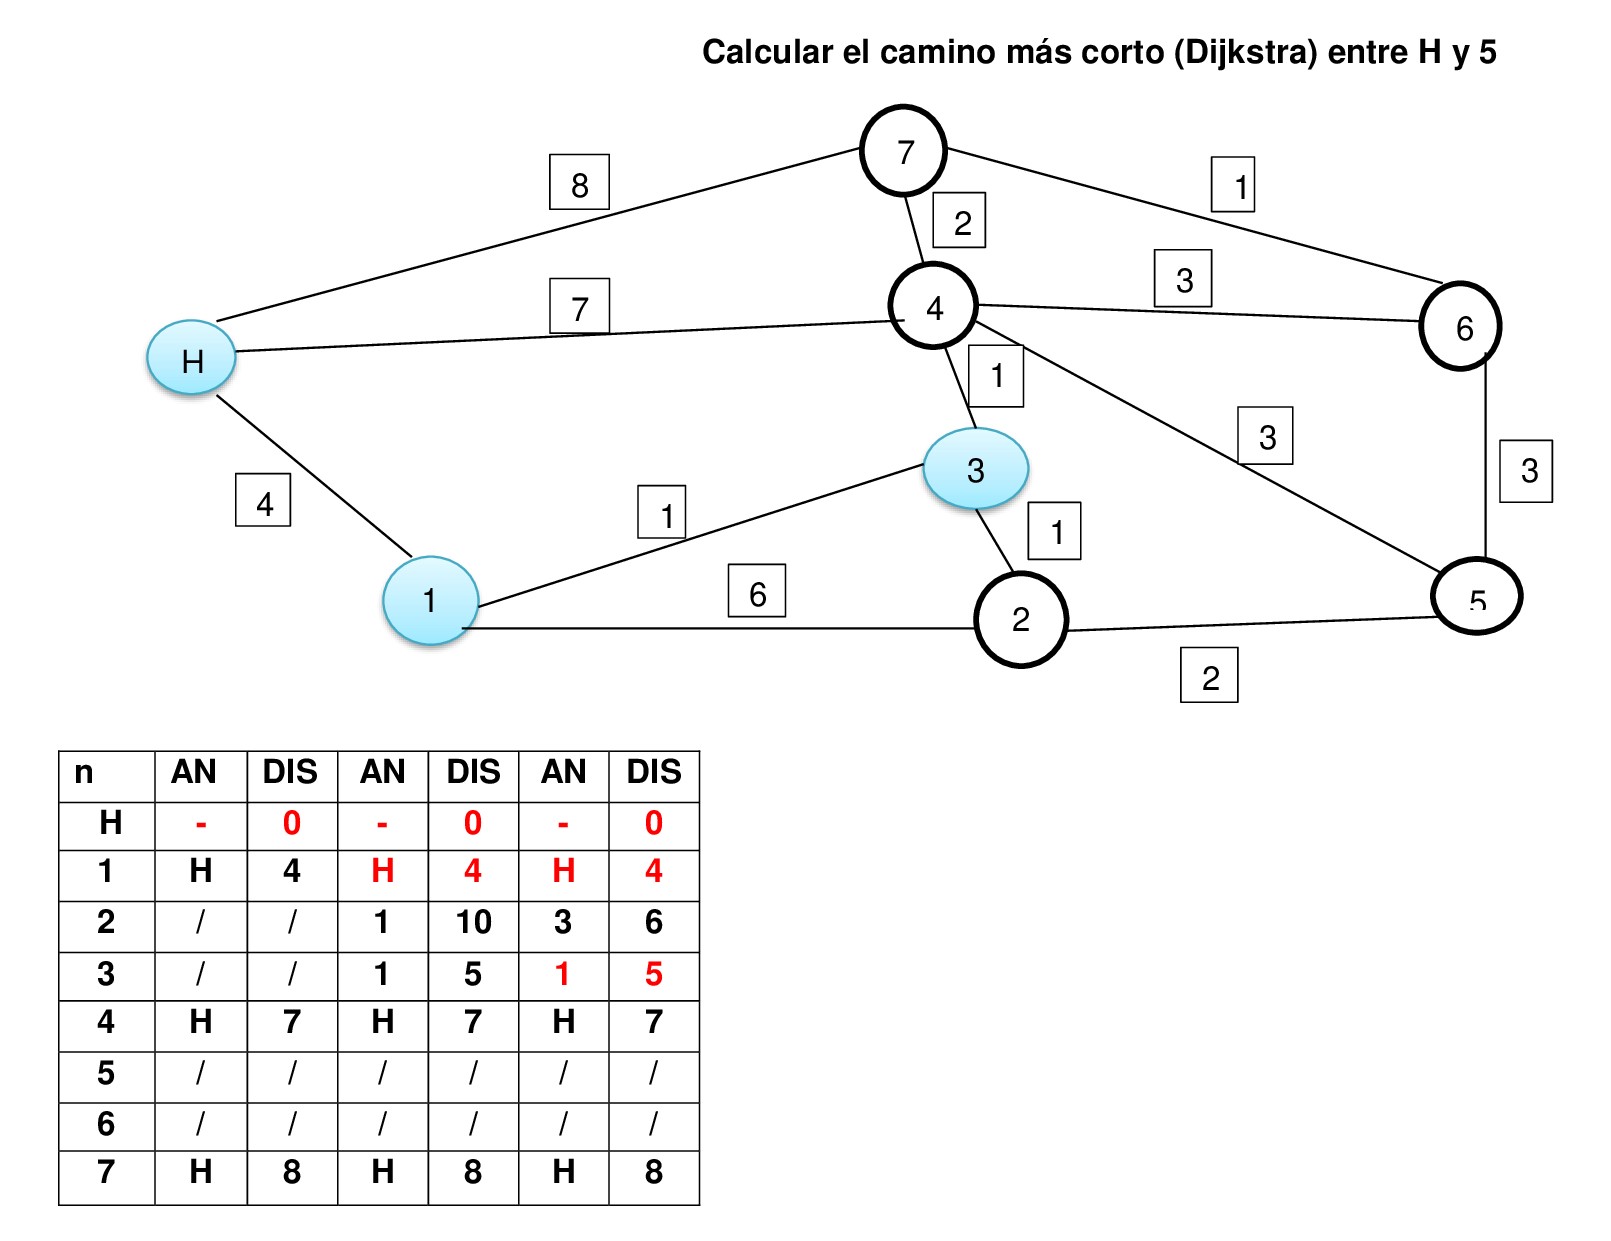 Calcular el camino más corto (Dijkstra) entre H y 5
7
8
1
2
3
7
4
6
H
1
3
3
3
4
1
1
6
1
2
5
2
n AN DIS AN DIS AN DIS
H - 0 - 0 - 0
1 H 4 H 4 H 4
2 / / 1 10 3 6
3 / / 1 5 1 5
4 H 7 H 7 H 7
5 / / / / / /
6 / / / / / /
7 H 8 H 8 H 8